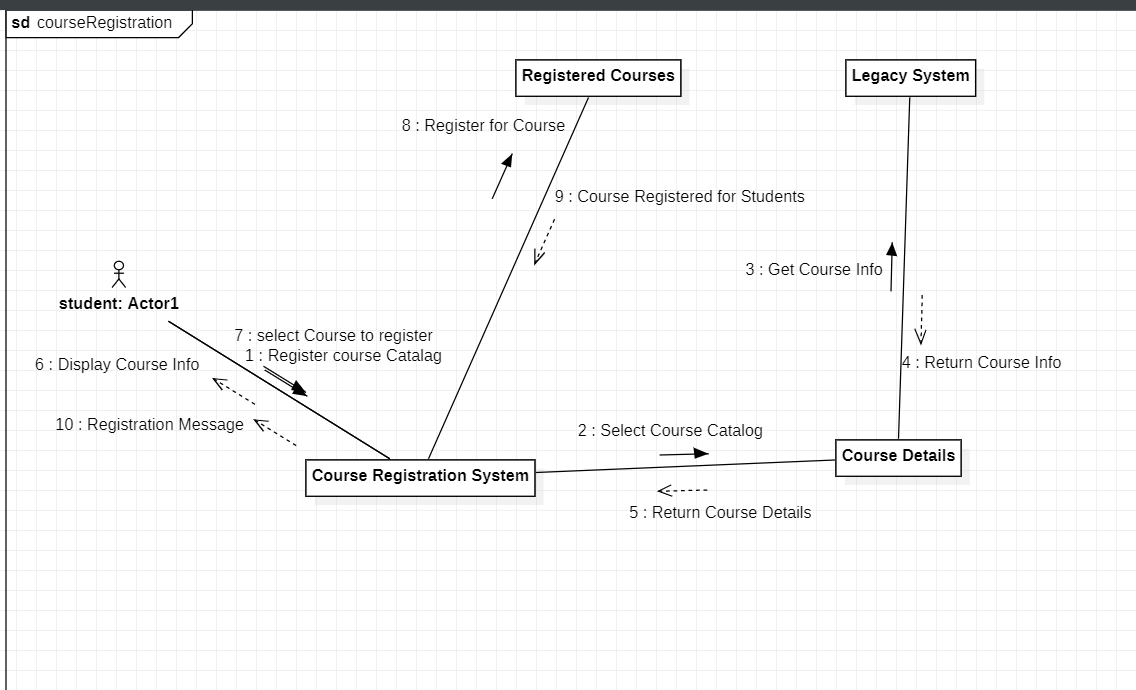 sd courseRegistration
Registered Courses
Legacy System
8 : Register for Course
9 : Course Registered for Students
3 : Get Course Info
student: Actor1
7 : select Course to register
1 : Register course Catalag
6 : Display Course Info
4 : Return Course Info
10 : Registration Message
2 : Select Course Catalog
Course Details
Course Registration System
5 : Return Course Details